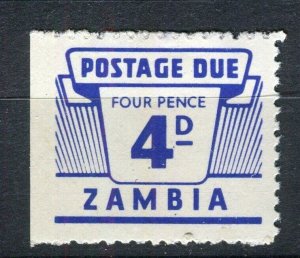 POSTAGE DUE
FOUR PENCE
4D
ZAMBIA